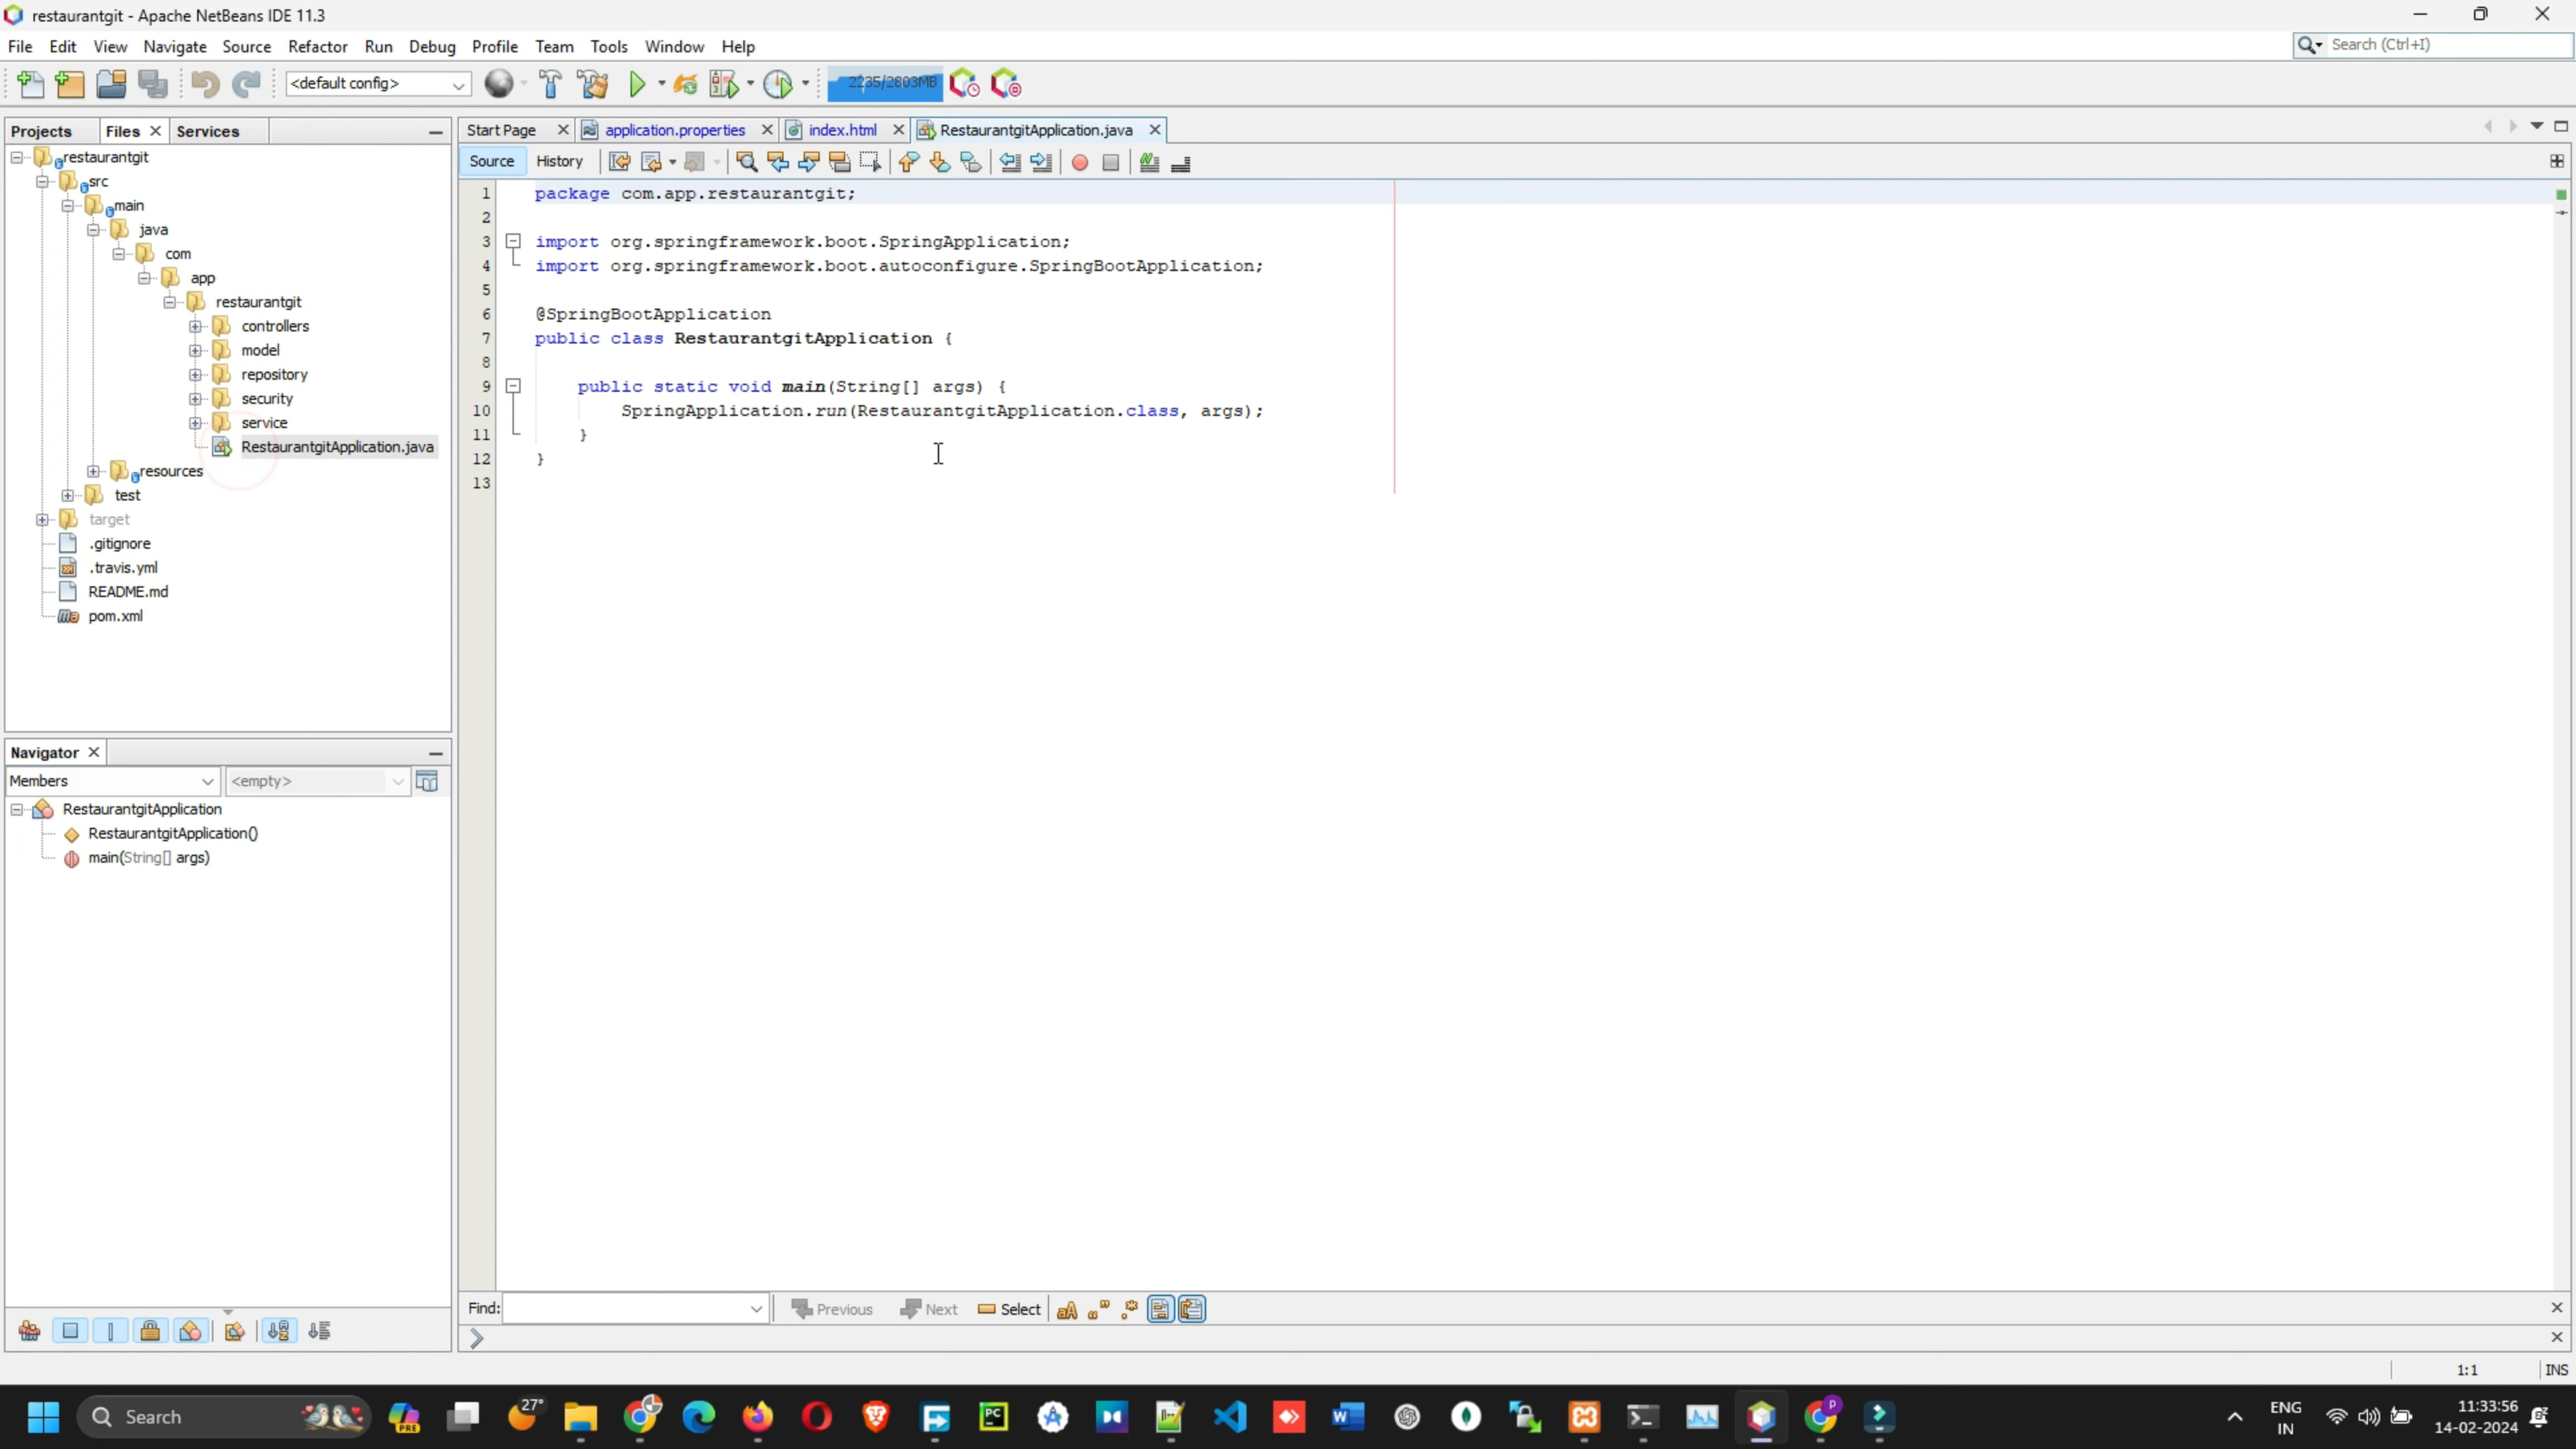 restaurantgit - Apache NetBeans IDE 11.3
File Edit View Navigate Source Refactor Run Debug Profile Team Tools Window Help
Search (Ctrl+I)
<default config>
2235/2803MB
Projects Files Services
Start Page application.properties index.html RestaurantgitApplication.java
Source History
restaurantgit
src
main
java
com
app
restaurantgit
controllers
model
repository
security
service
RestaurantgitApplication.java
resources
test
target
.gitignore
.travis.yml
README.md
pom.xml
1 package com.app.restaurantgit;
2
3 import org.springframework.boot.SpringApplication;
4 import org.springframework.boot.autoconfigure.SpringBootApplication;
5
6 @SpringBootApplication
7 public class RestaurantgitApplication {
8
9 public static void main(String[] args) {
10 SpringApplication.run(RestaurantgitApplication.class, args);
11 }
12 }
13
Navigator
Members <empty>
RestaurantgitApplication
RestaurantgitApplication()
main(String[] args)
Find: Previous Next Select
1:1 INS
Search
27°
PRE
PC
P
ENG
IN
11:33:56
14-02-2024